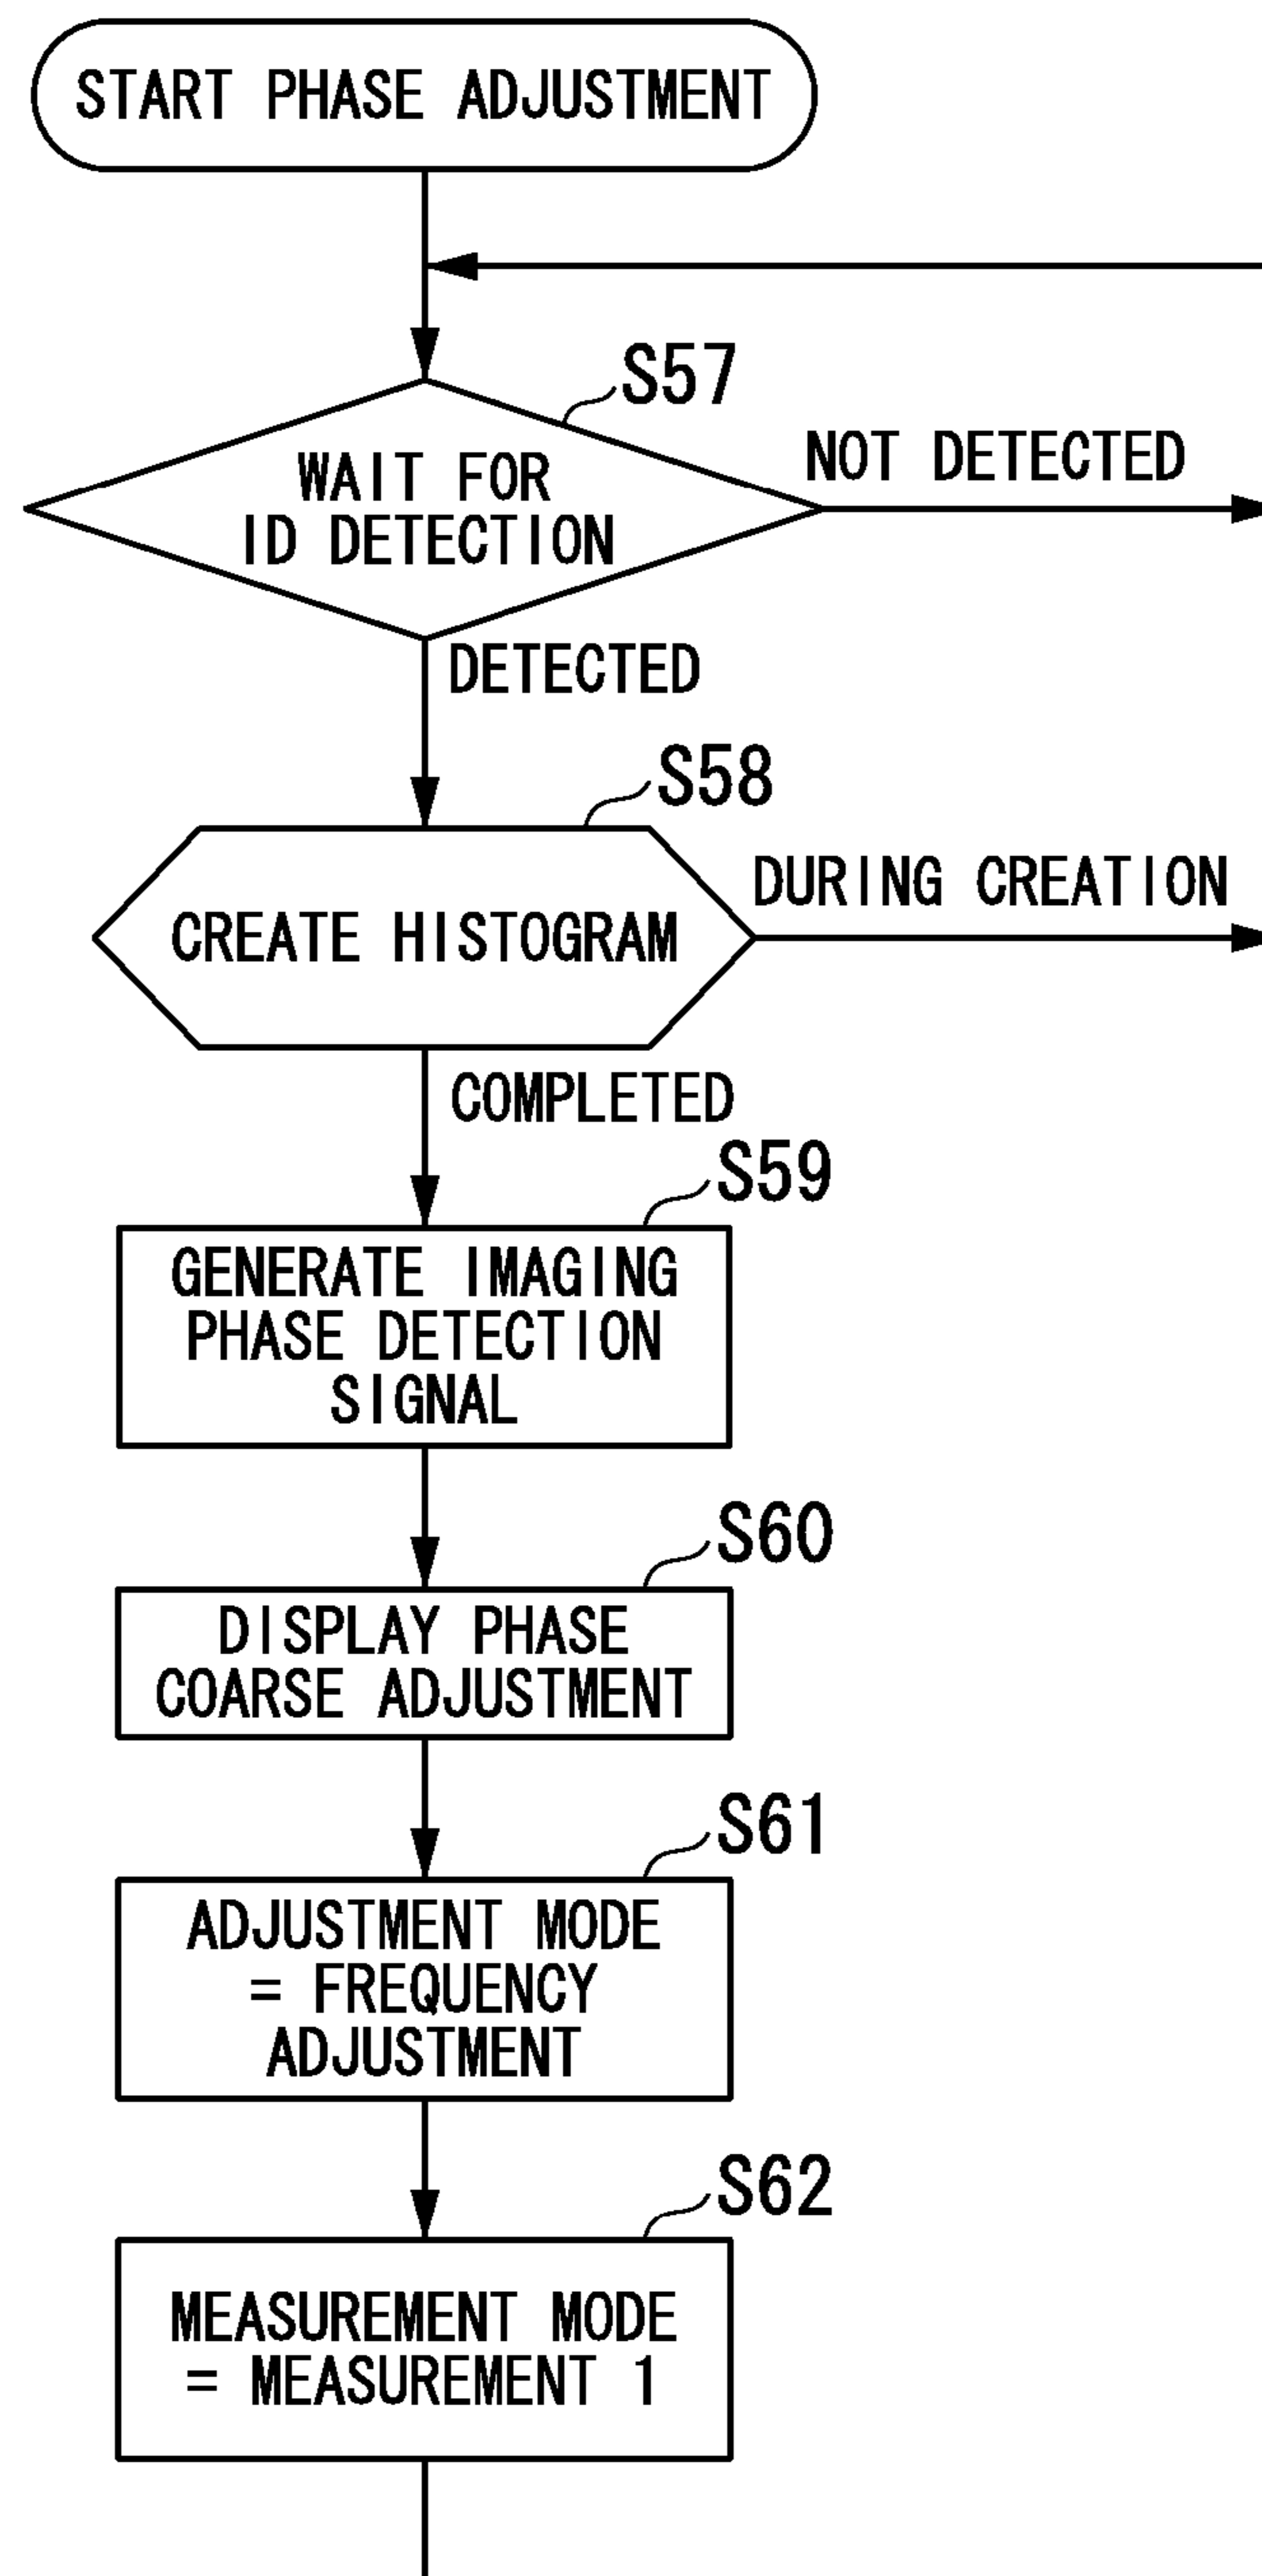 START PHASE ADJUSTMENT
S57
WAIT FOR
ID DETECTION
NOT DETECTED
DETECTED
S58
CREATE HISTOGRAM
DURING CREATION
COMPLETED
S59
GENERATE IMAGING
PHASE DETECTION
SIGNAL
S60
DISPLAY PHASE
COARSE ADJUSTMENT
S61
ADJUSTMENT MODE
= FREQUENCY
ADJUSTMENT
S62
MEASUREMENT MODE
= MEASUREMENT 1